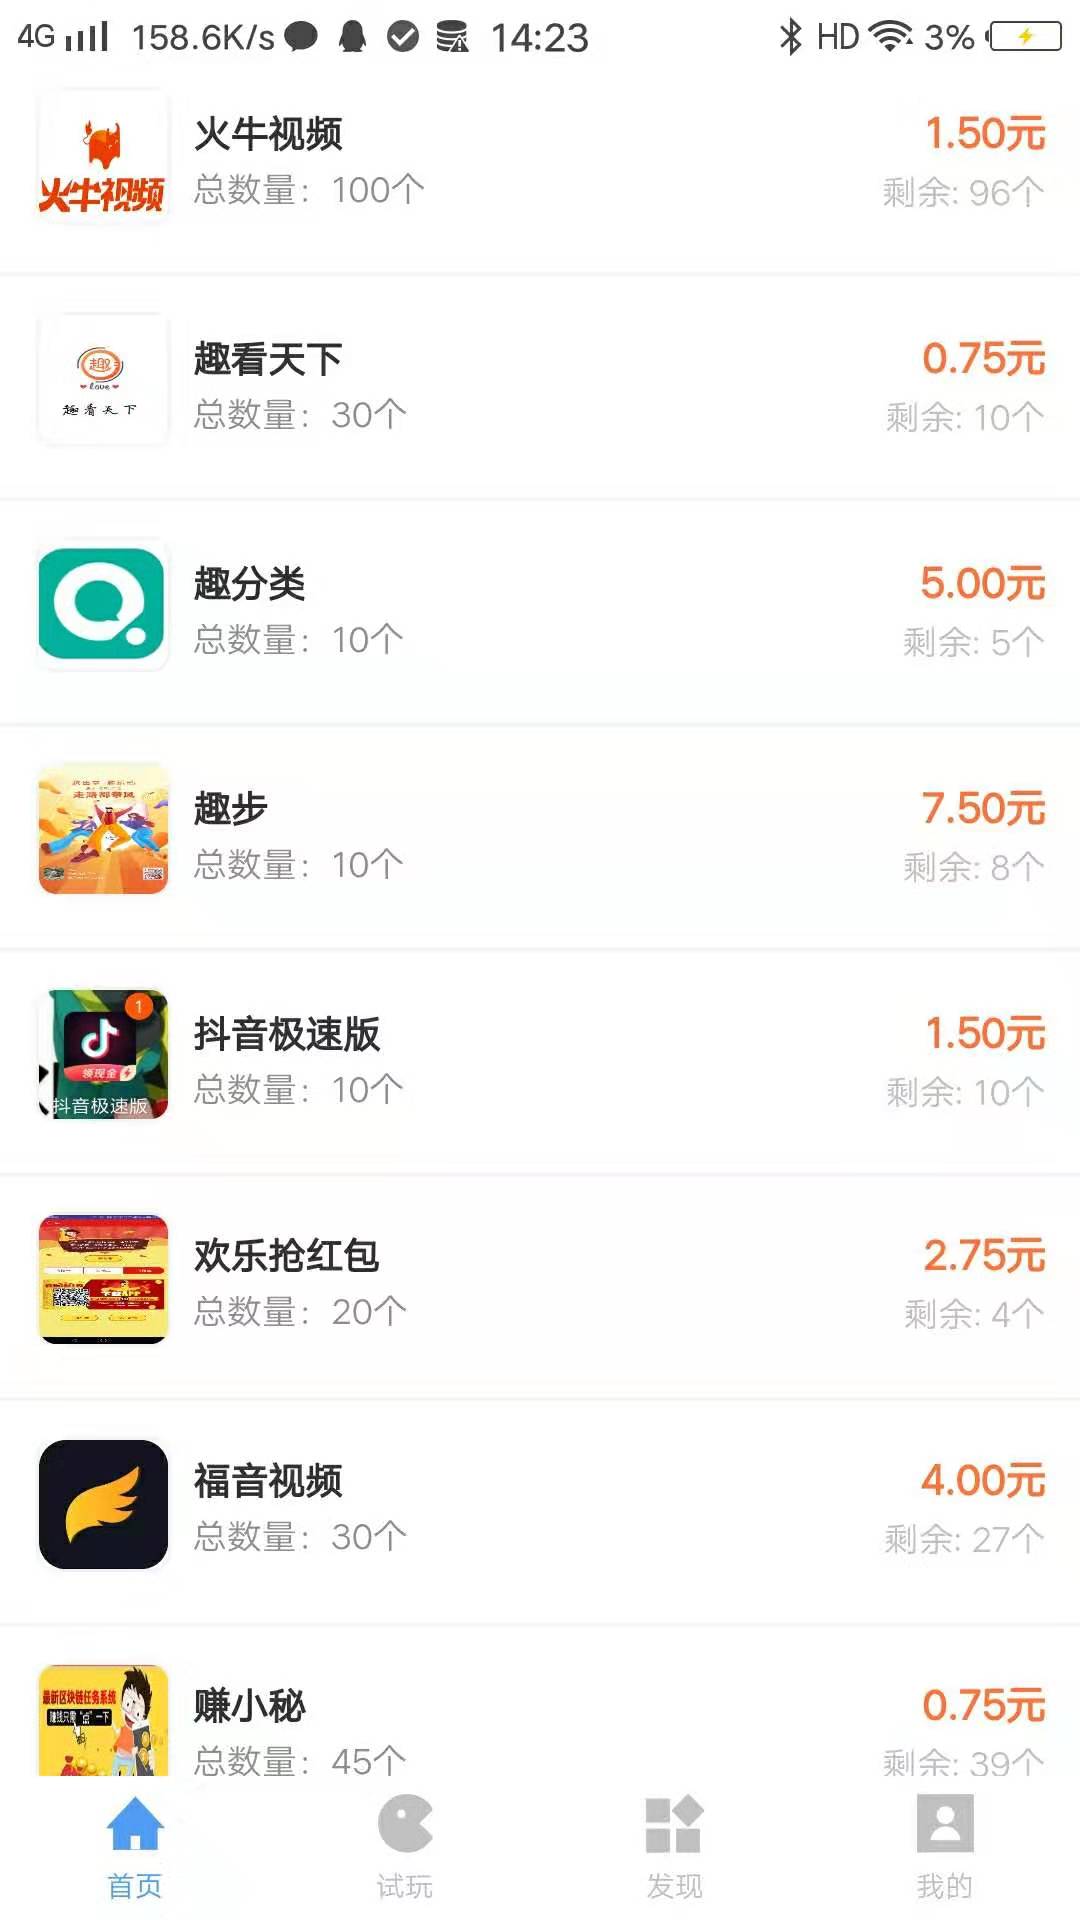 4G 158.6K/s 14:23 HD 3%
火牛视频
火牛视频 1.50元
总数量：100个 剩余: 96个
趣
love
趣看天下
趣看天下 0.75元
总数量：30个 剩余: 10个
趣分类 5.00元
总数量：10个 剩余: 5个
趣步 7.50元
总数量：10个 剩余: 8个
1
领现金
抖音极速版
抖音极速版 1.50元
总数量：10个 剩余: 10个
欢乐抢红包 2.75元
总数量：20个 剩余: 4个
福音视频 4.00元
总数量：30个 剩余: 27个
最新区块链任务系统
赚钱只需“点”一下
赚小秘 0.75元
总数量：45个 剩余: 39个
首页 试玩 发现 我的